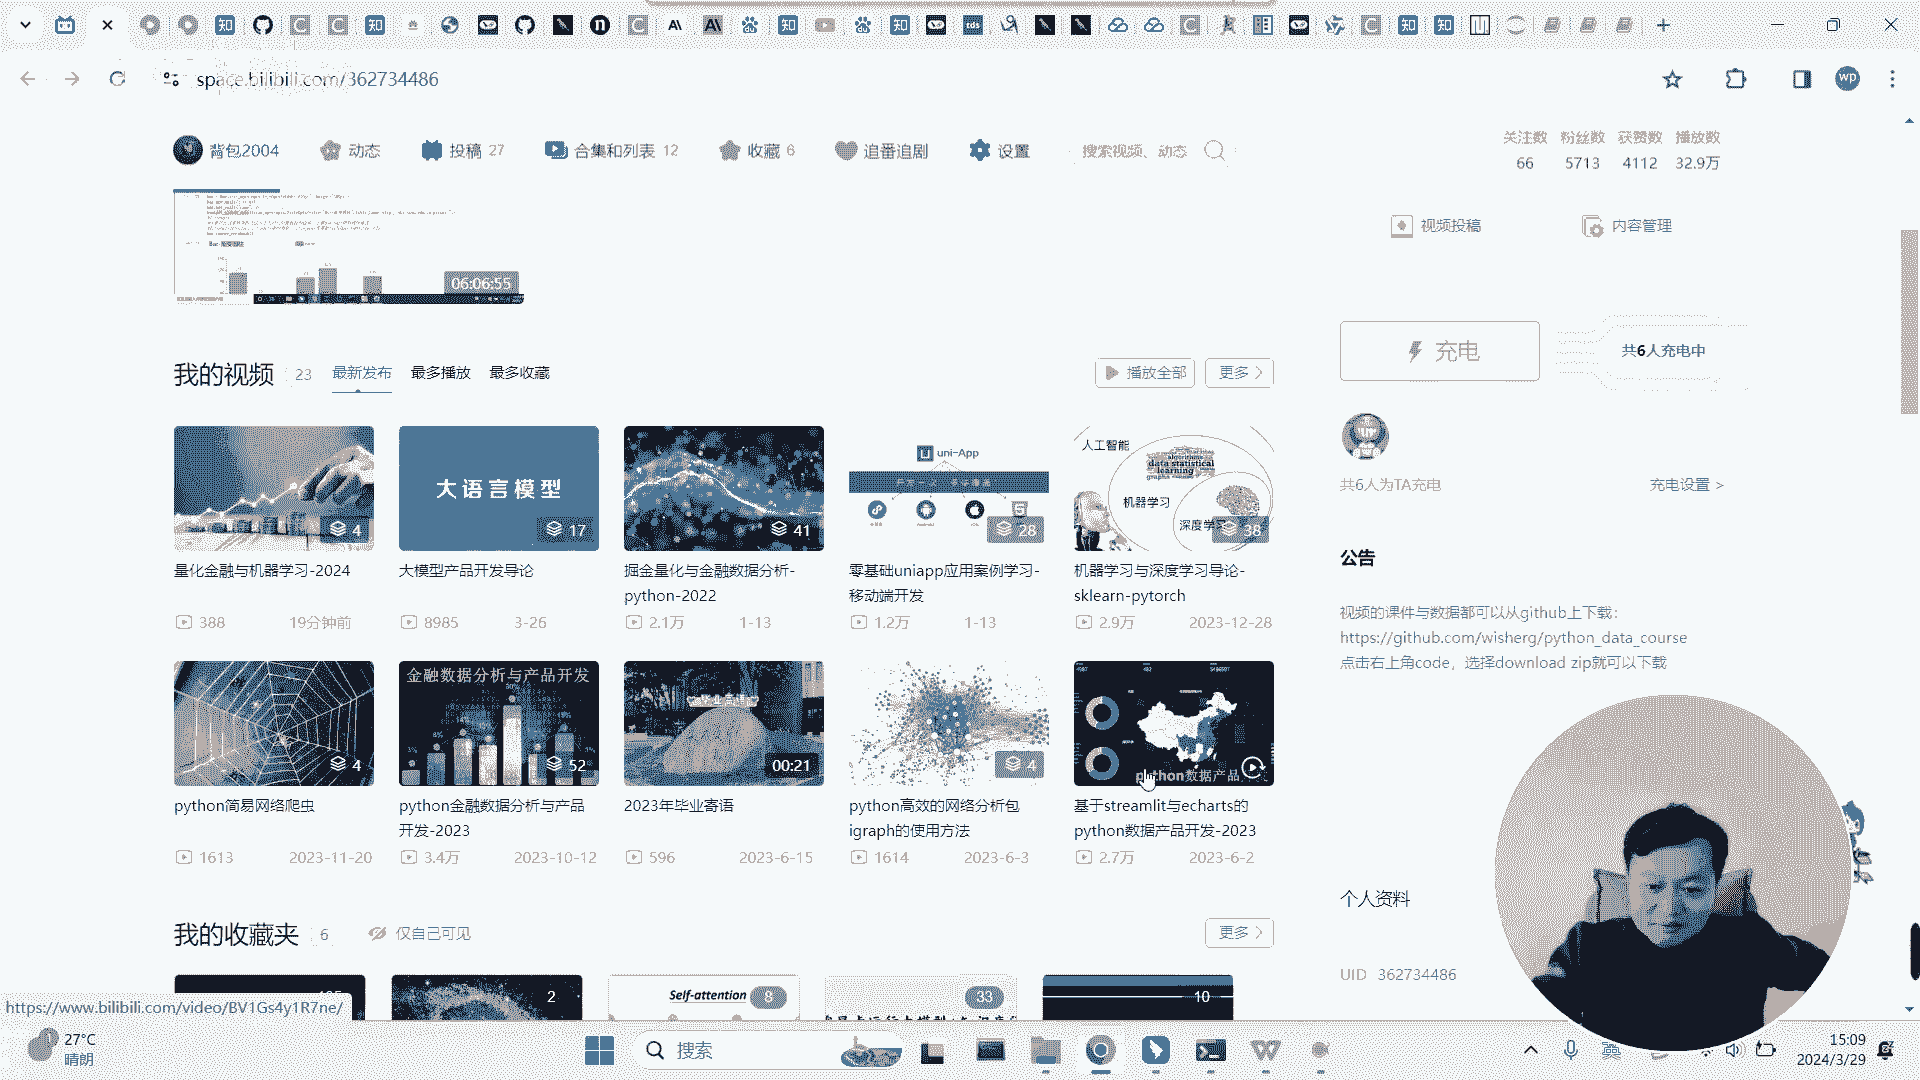 space.bilibili.com/362734486
wp
背包2004
动态
投稿 27
合集和列表 12
收藏 6
追番追剧
设置
搜索视频、动态
关注数 粉丝数 获赞数 播放数
66 5713 4112 32.9万
视频投稿
内容管理
06:06:55
充电
共6人充电中
我的视频 23 最新发布 最多播放 最多收藏
播放全部
更多 >
4
大语言模型
17
41
uni-App
28
人工智能
data statistical
learning
机器学习
深度学习
38
量化金融与机器学习-2024
388 19分钟前
大模型产品开发导论
8985 3-26
掘金量化与金融数据分析-
python-2022
2.1万 1-13
零基础uniapp应用案例学习-
移动端开发
1.2万 1-13
机器学习与深度学习导论-
sklearn-pytorch
2.9万 2023-12-28
共6人为TA充电
充电设置 >
公告
视频的课件与数据都可以从github上下载：
https://github.com/wisherg/python_data_course
点击右上角code，选择download zip就可以下载
4
金融数据分析与产品开发
52
00:21
4
python数据产品
python简易网络爬虫
1613 2023-11-20
python金融数据分析与产品
开发-2023
3.4万 2023-10-12
2023年毕业寄语
596 2023-6-15
python高效的网络分析包
igraph的使用方法
1614 2023-6-3
基于streamlit与echarts的
python数据产品开发-2023
2.7万 2023-6-2
个人资料
UID 362734486
我的收藏夹 6 仅自己可见
更多 >
2
Self-attention
8
33
10
https://www.bilibili.com/video/BV1Gs4y1R7ne/
27°C
晴朗
搜索
英
15:09
2024/3/29